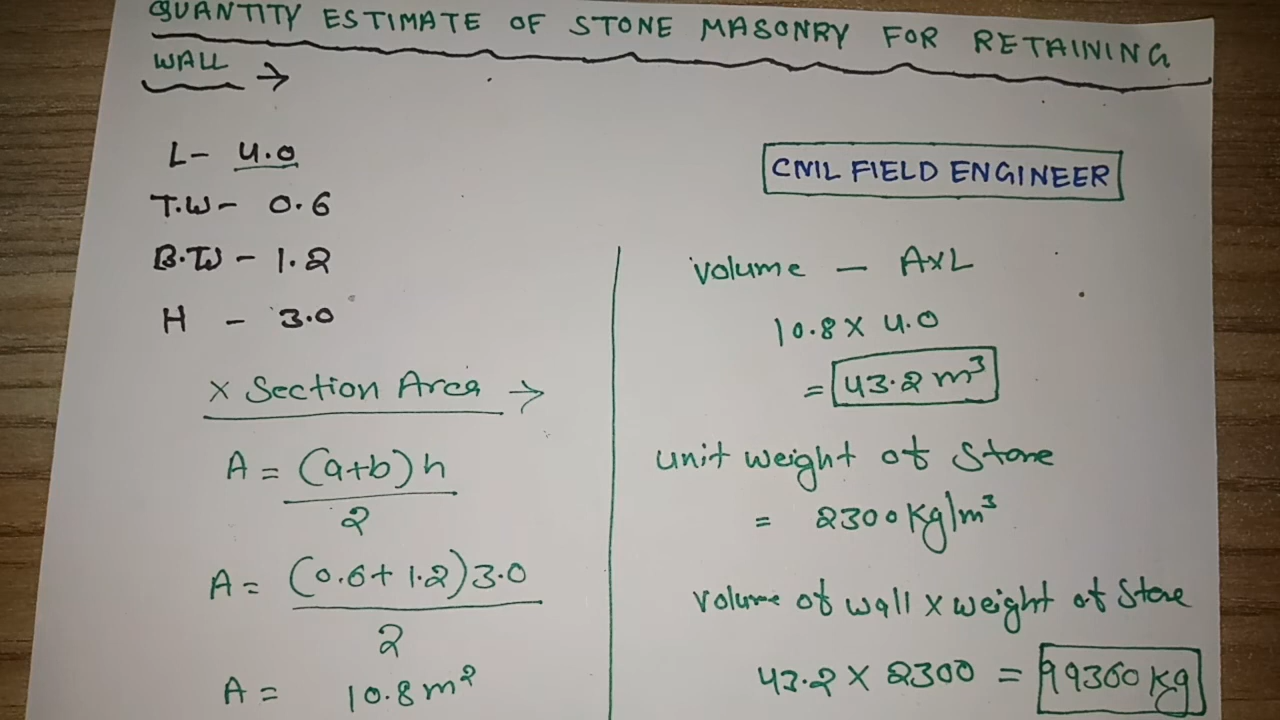 QUANTITY ESTIMATE OF STONE MASONRY FOR RETAINING
WALL →
L- 4.0
T.W- 0.6
B.W - 1.2
H - 3.0
X Section Area →
A = (a+b)h
2
A = (0.6+1.2)3.0
2
A = 10.8m²
CIVIL FIELD ENGINEER
volume — AXL
10.8 X 4.0
= 43.2 m³
unit weight of stone
= 2300 Kg/m³
volume of wall x weight of stone
43.2 X 2300 = 99360 Kg